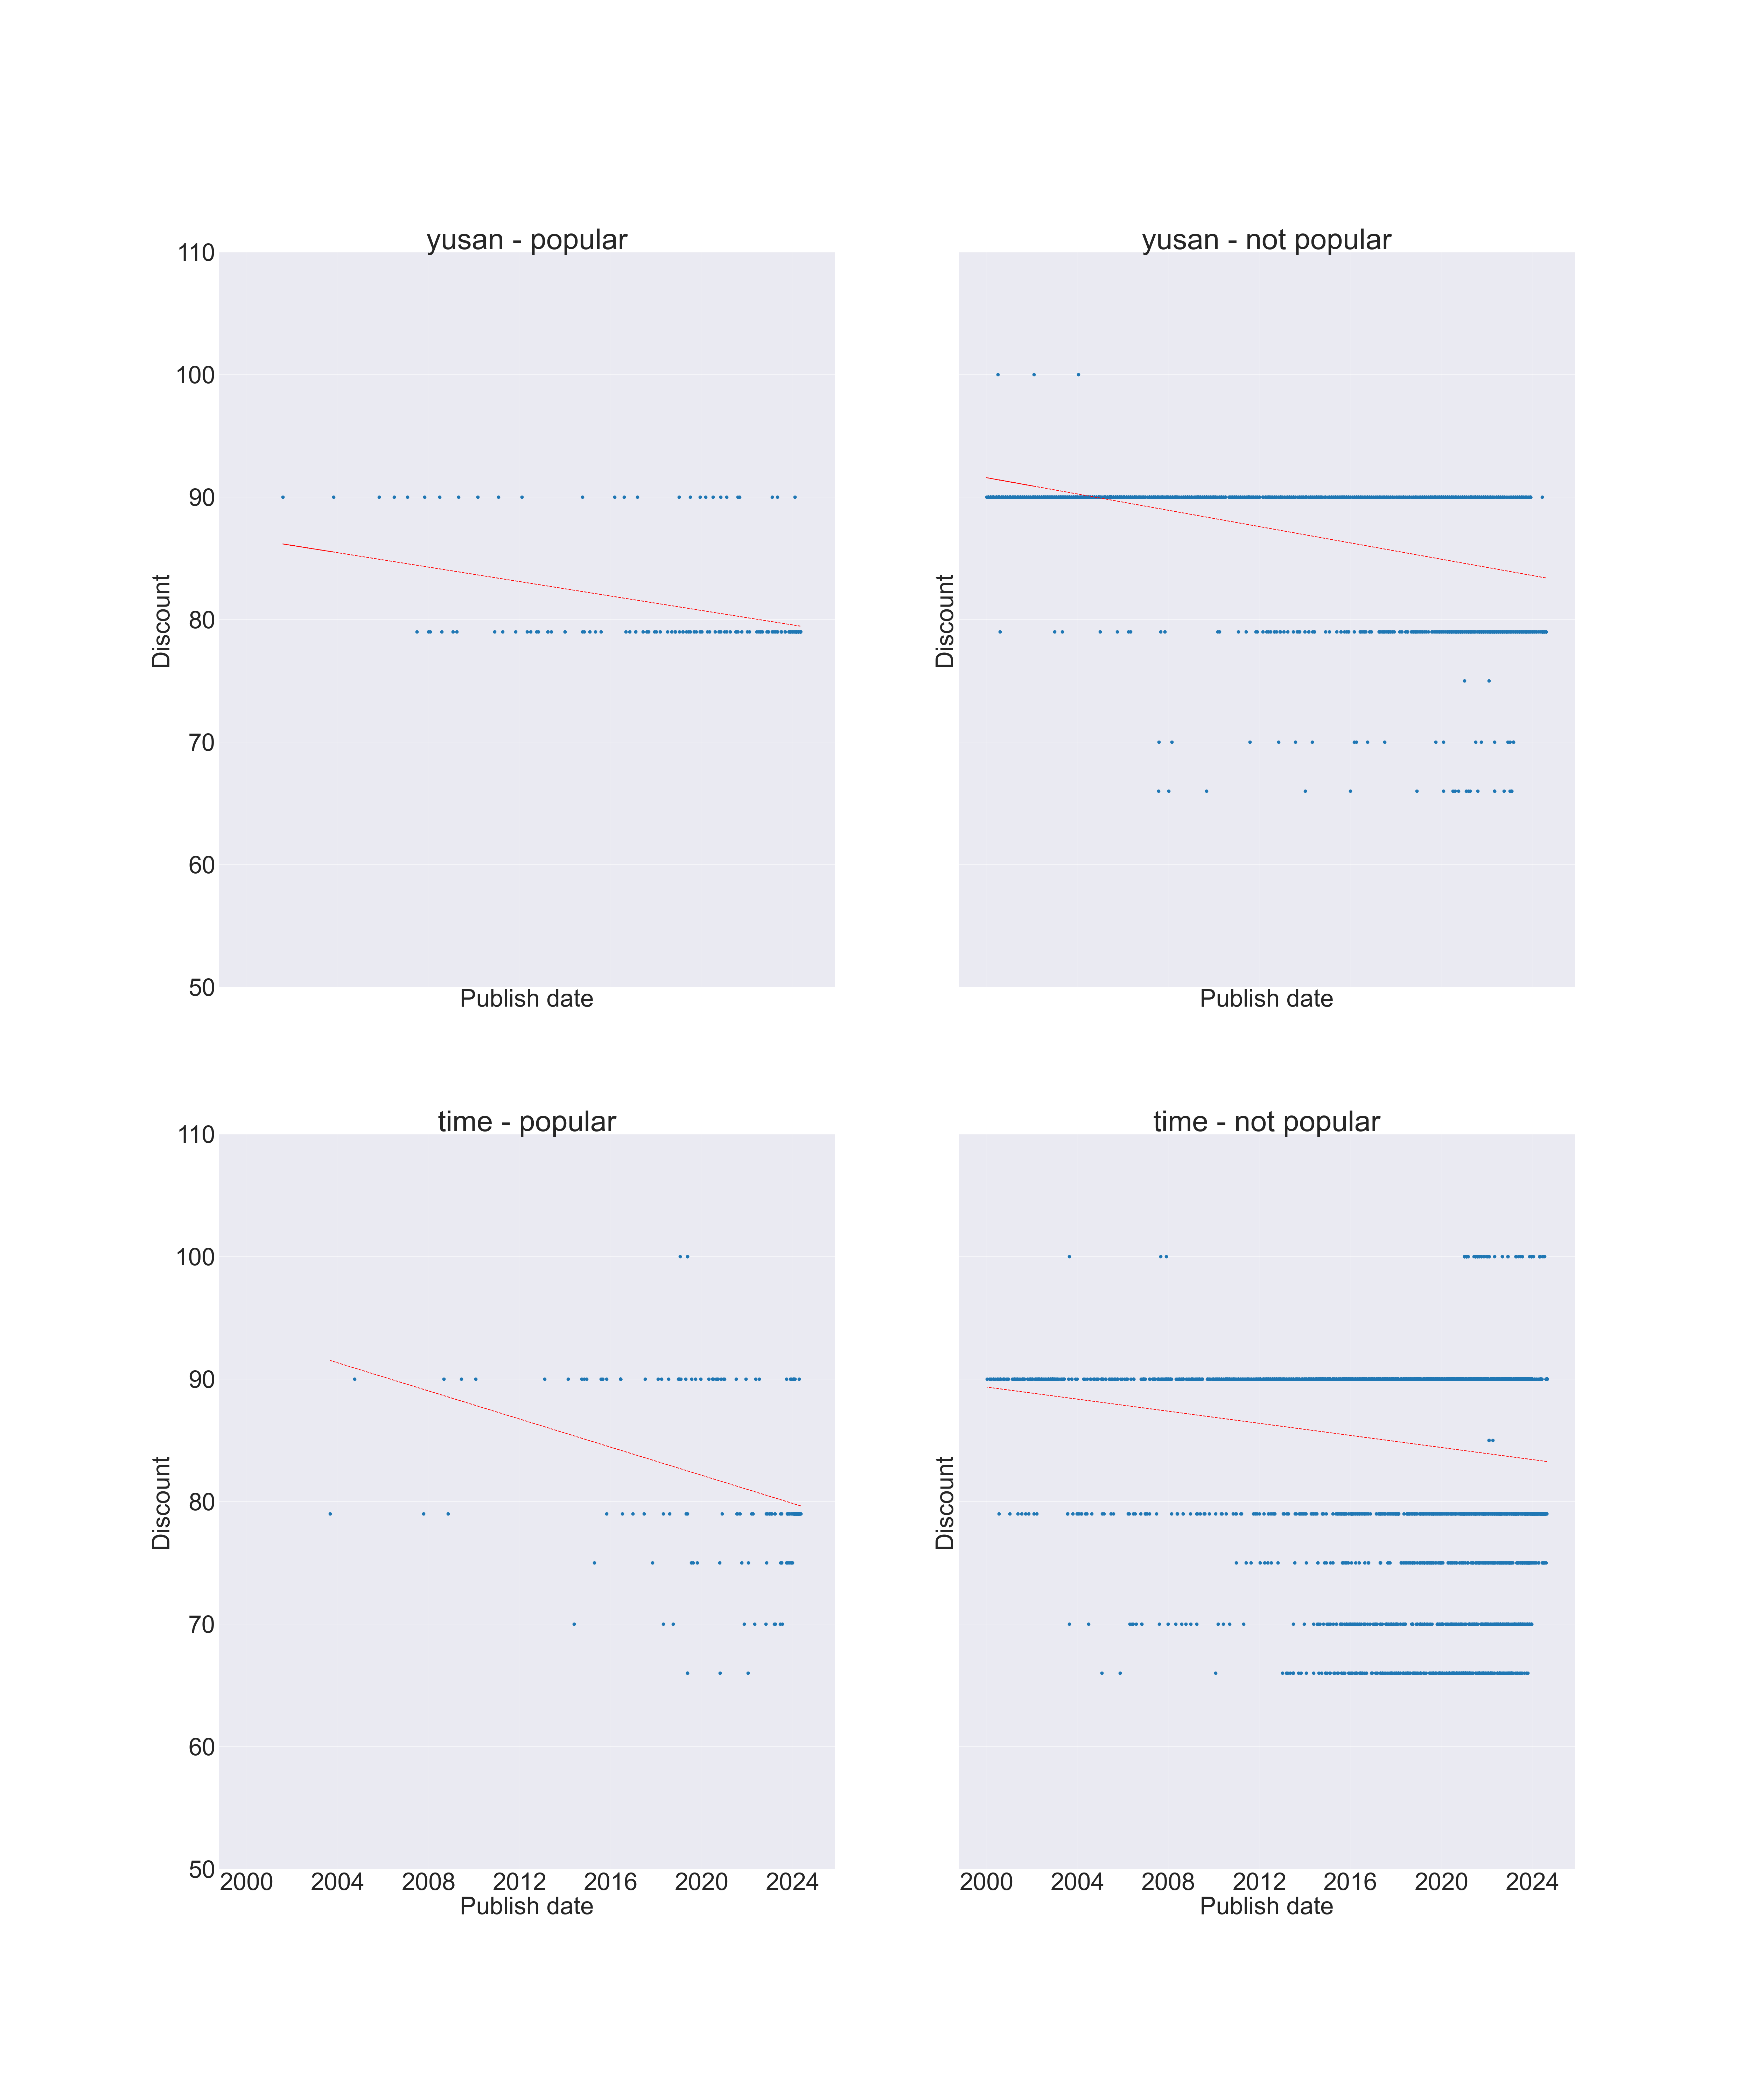 yusan - popular
110
100
90
80
70
60
50
Discount
Publish date
yusan - not popular
Discount
Publish date
time - popular
110
100
90
80
70
60
50
Discount
2000 2004 2008 2012 2016 2020 2024
Publish date
time - not popular
Discount
2000 2004 2008 2012 2016 2020 2024
Publish date